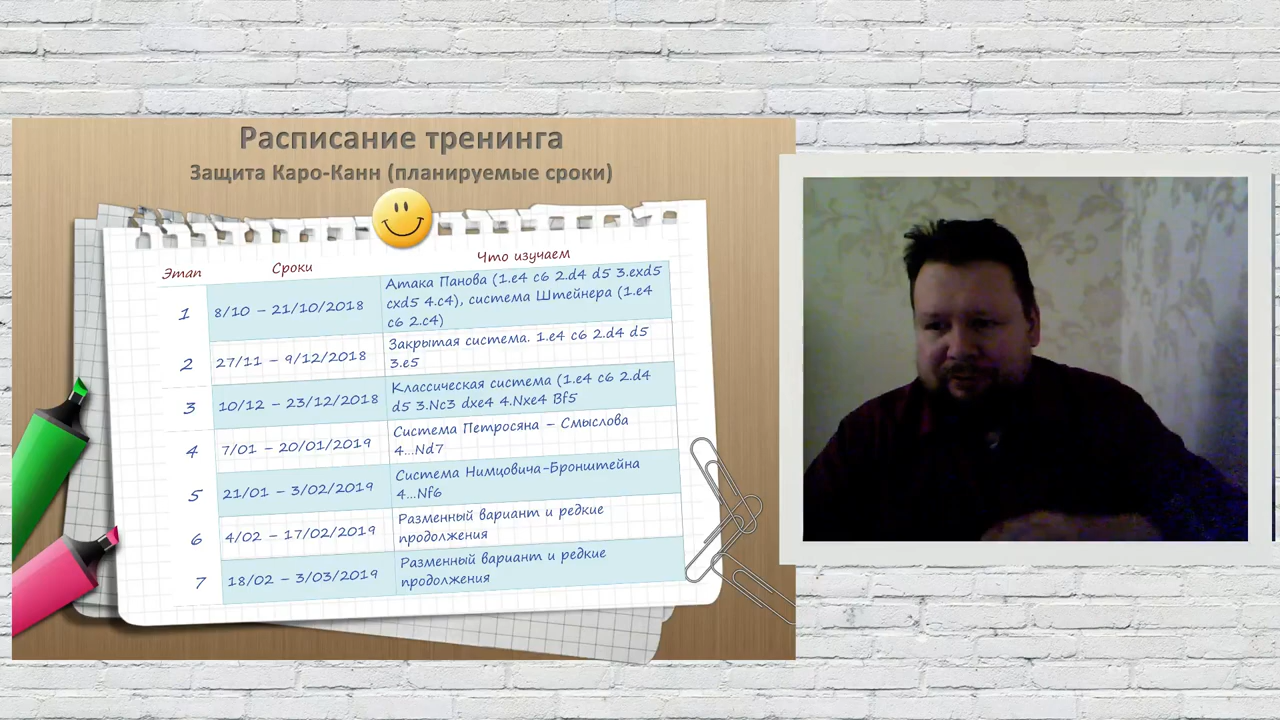 Расписание тренинга
Защита Каро-Канн (планируемые сроки)
Этап Сроки Что изучаем
1 8/10 – 21/10/2018 Атака Панова (1.e4 c6 2.d4 d5 3.exd5
cxd5 4.c4), система Штейнера (1.e4
c6 2.c4)
2 27/11 – 9/12/2018 Закрытая система. 1.e4 c6 2.d4 d5
3.e5
3 10/12 – 23/12/2018 Классическая система (1.e4 c6 2.d4
d5 3.Nc3 dxe4 4.Nxe4 Bf5
4 7/01 – 20/01/2019 Система Петросяна – Смыслова
4...Nd7
5 21/01 – 3/02/2019 Система Нимцовича-Бронштейна
4...Nf6
6 4/02 – 17/02/2019 Разменный вариант и редкие
продолжения
7 18/02 – 3/03/2019 Разменный вариант и редкие
продолжения